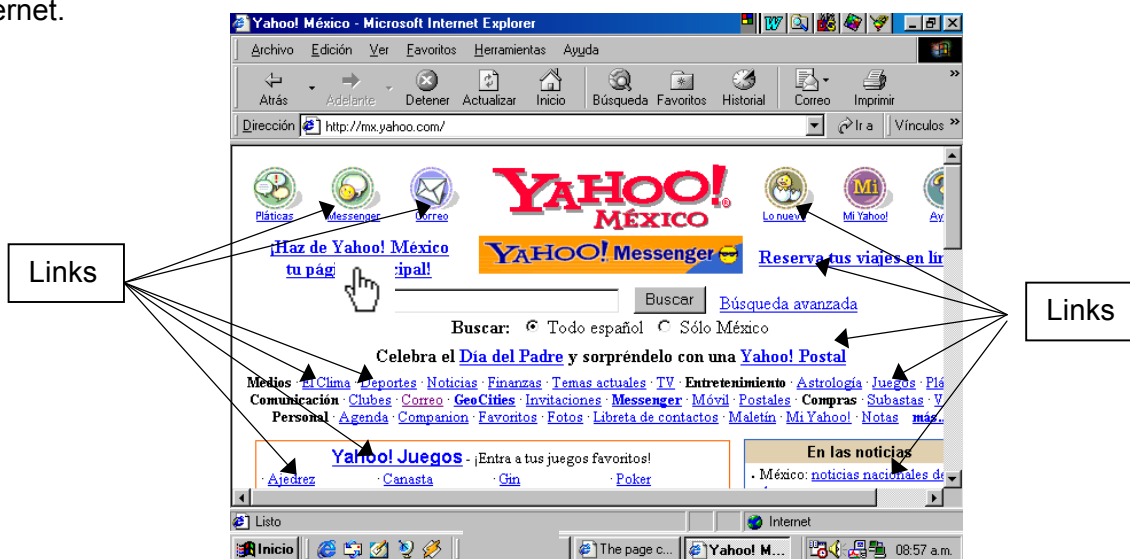 ernet.
Yahoo! México - Microsoft Internet Explorer
Archivo Edición Ver Favoritos Herramientas Ayuda
Atrás Adelante Detener Actualizar Inicio Búsqueda Favoritos Historial Correo Imprimir »
Dirección http://mx.yahoo.com/ Ir a Vínculos »
YAHOO! MÉXICO
Mi
Pláticas Messenger Correo Lo nuevo Mi Yahoo! Ay
¡Haz de Yahoo! México YAHOO! Messenger Reserva tus viajes en lín
tu pág cipal!
Links
Links
Buscar Búsqueda avanzada
Buscar: Todo español Sólo México
Celebra el Día del Padre y sorpréndelo con una Yahoo! Postal
Medios · El Clima · Deportes · Noticias · Finanzas · Temas actuales · TV · Entretenimiento · Astrología · Juegos · Plá
Comunicación · Clubes · Correo · GeoCities · Invitaciones · Messenger · Móvil · Postales · Compras · Subastas · V
Personal · Agenda · Companion · Favoritos · Fotos · Libreta de contactos · Maletín · Mi Yahoo! · Notas más..
Yahoo! Juegos - ¡Entra a tus juegos favoritos! En las noticias
· Ajedrez · Canasta · Gin · Poker · México: noticias nacionales de
Listo Internet
Inicio The page c... Yahoo! M... 08:57 a.m.